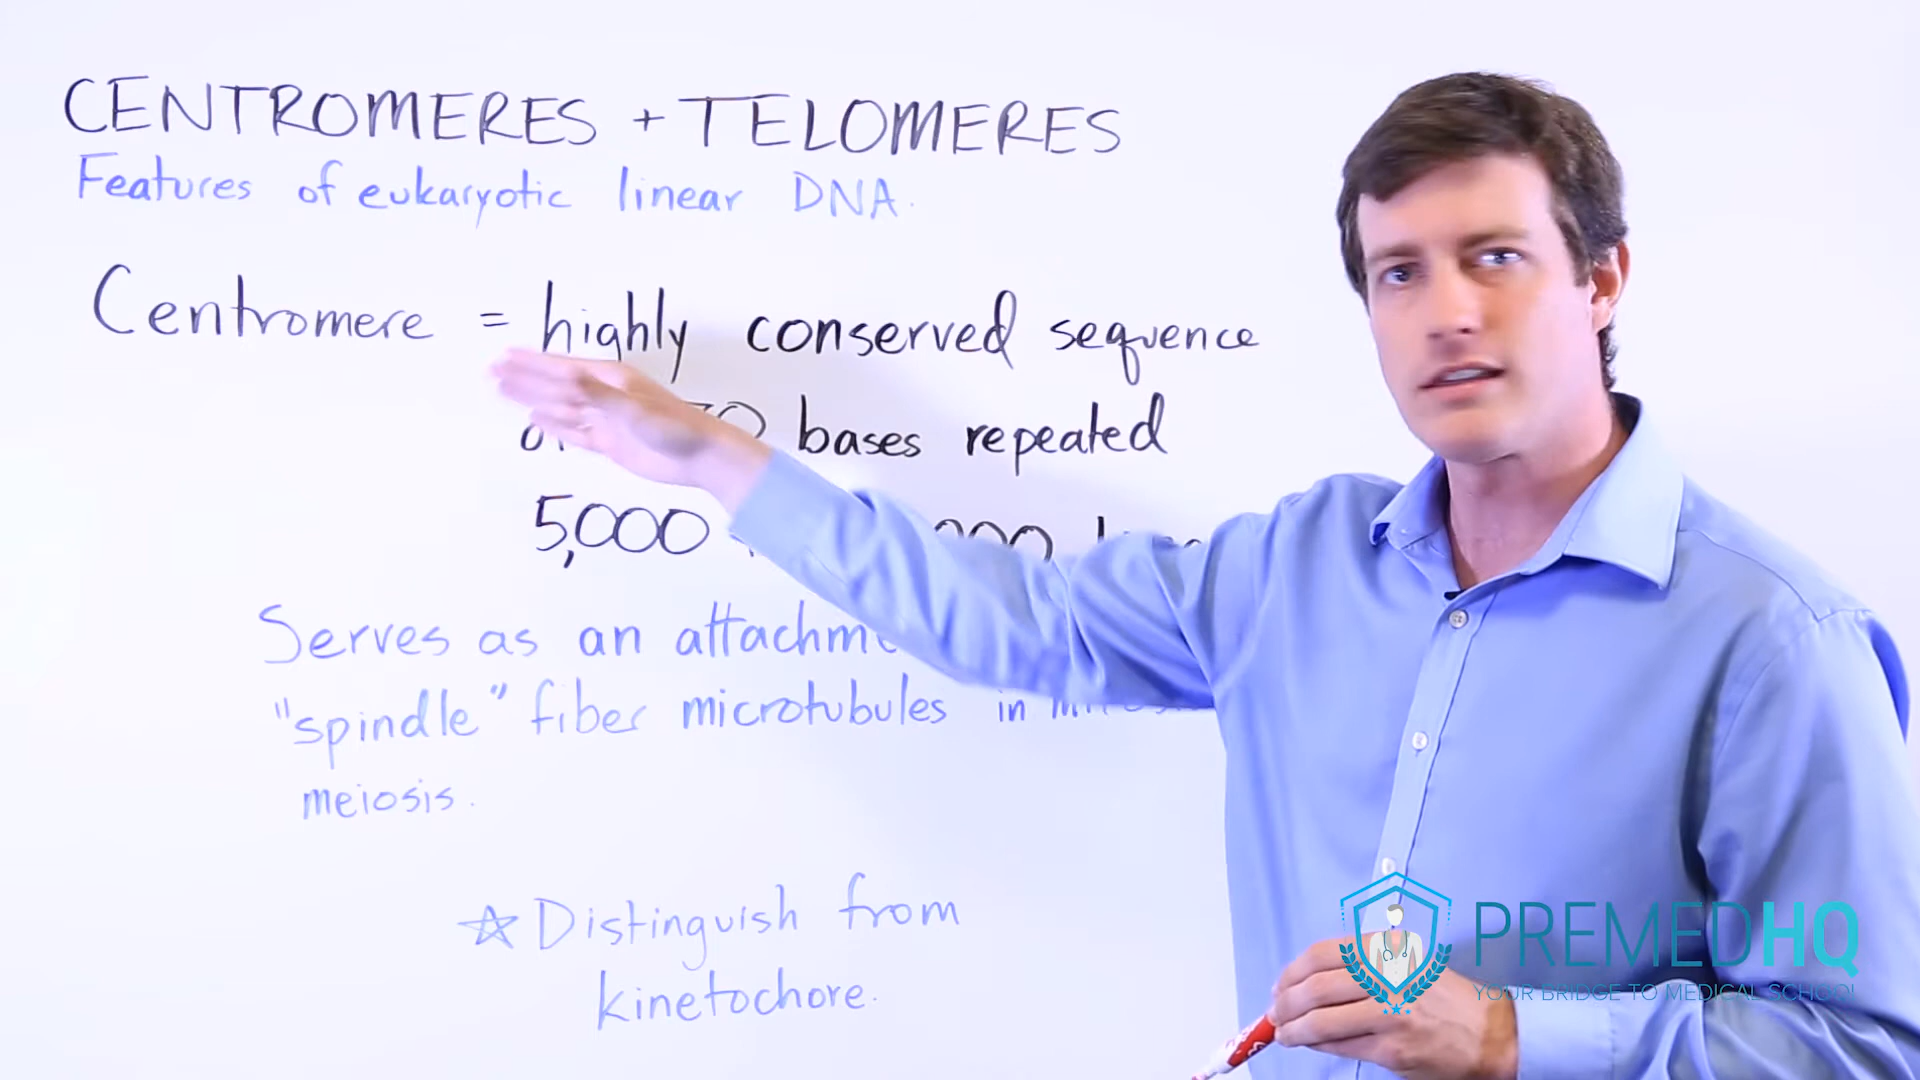 CENTROMERES + TELOMERES
Features of eukaryotic linear DNA.
Centromere = highly conserved sequence
bases repeated
5,000
Serves as an
"spindle" fiber microtubules in
meiosis.
☆ Distinguish from
kinetochore.
PREMEDHQ
YOUR BRIDGE TO MEDICAL SCHOOL